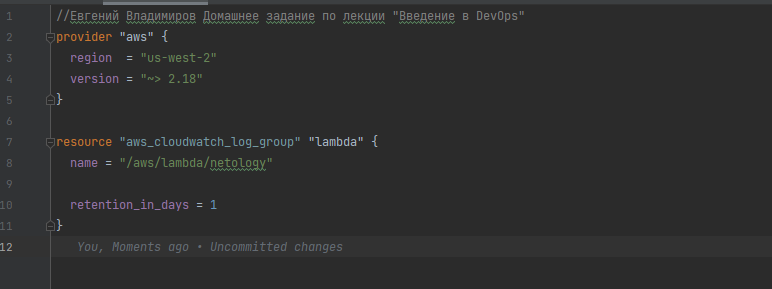 1 //Евгений Владимиров Домашнее задание по лекции "Введение в DevOps"
2 provider "aws" {
3 region = "us-west-2"
4 version = "~> 2.18"
5 }
6
7 resource "aws_cloudwatch_log_group" "lambda" {
8 name = "/aws/lambda/netology"
9
10 retention_in_days = 1
11 }
12 You, Moments ago • Uncommitted changes